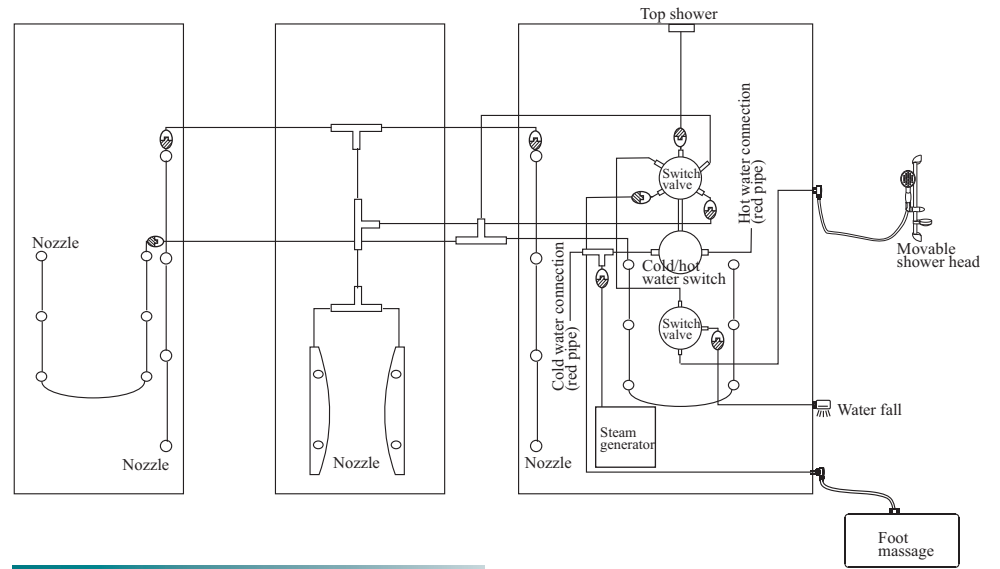 Top shower
Hot water connection
(red pipe)
Switch
valve
Nozzle
Movable
shower head
Cold/hot
water switch
Cold water connection
(red pipe)
Switch
valve
Water fall
Steam
generator
Nozzle
Nozzle
Nozzle
Foot
massage